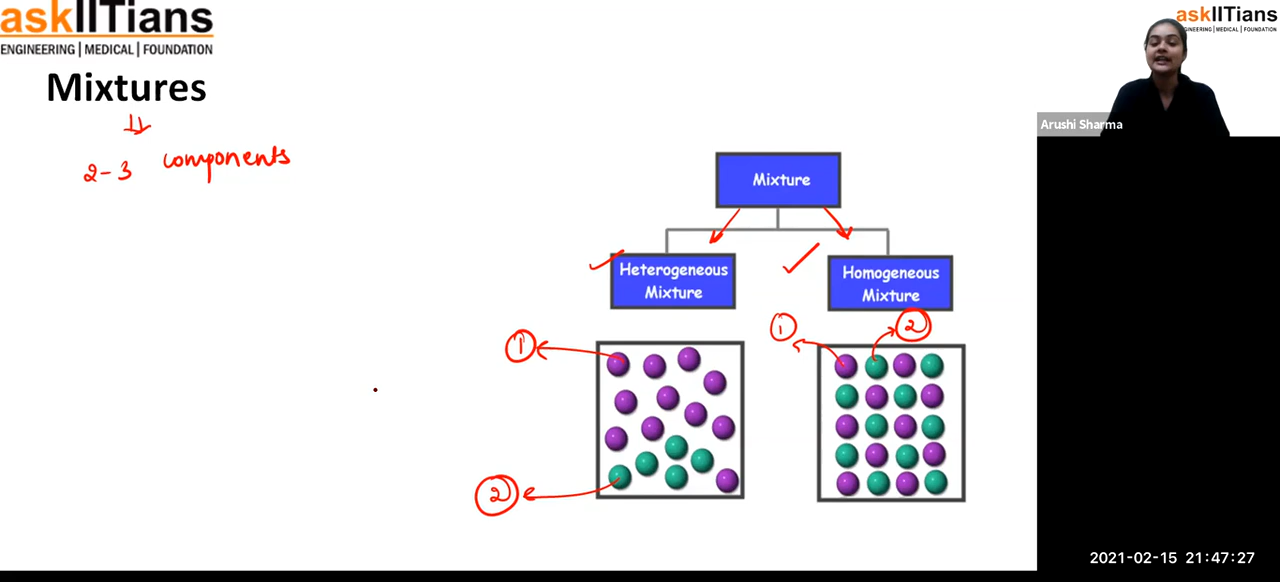 askIITians
ENGINEERING | MEDICAL | FOUNDATION
askIITians
ENGINEERING | MEDICAL | FOUNDATION
Mixtures
Arushi Sharma
2-3 components
Mixture
Heterogeneous
Mixture
Homogeneous
Mixture
1
1
2
2
2021-02-15 21:47:27